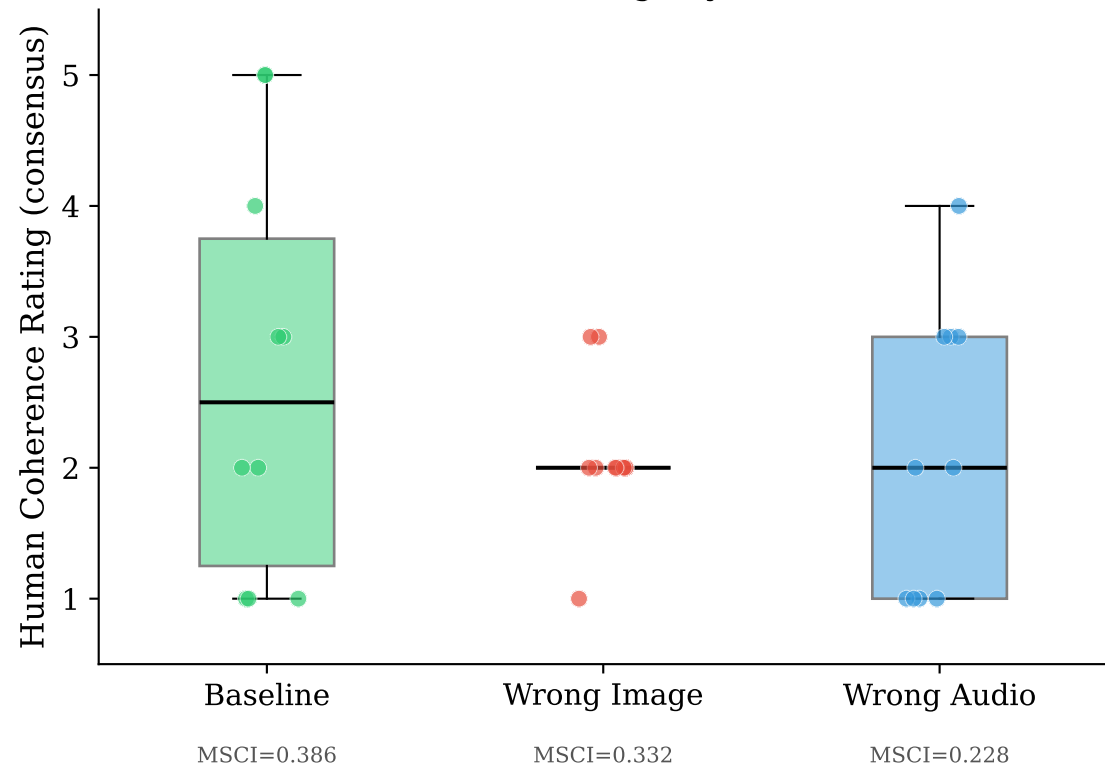 Human Coherence Rating (consensus)
5
4
3
2
1
Baseline Wrong Image Wrong Audio
MSCI=0.386 MSCI=0.332 MSCI=0.228